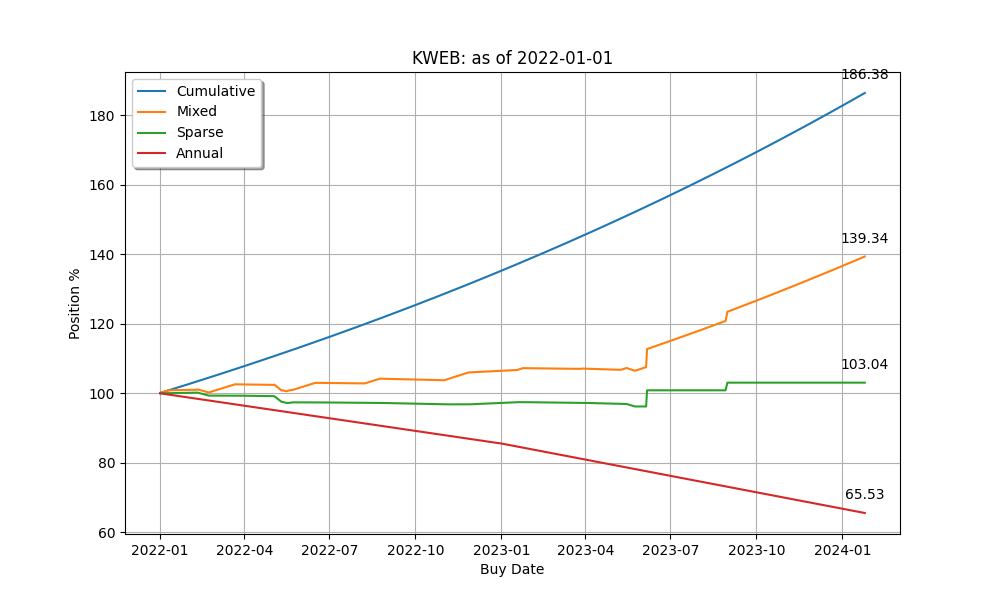 KWEB: as of 2022-01-01
Cumulative
Mixed
Sparse
Annual
186.38
139.34
103.04
65.53
Position %
180
160
140
120
100
80
60
2022-01 2022-04 2022-07 2022-10 2023-01 2023-04 2023-07 2023-10 2024-01
Buy Date